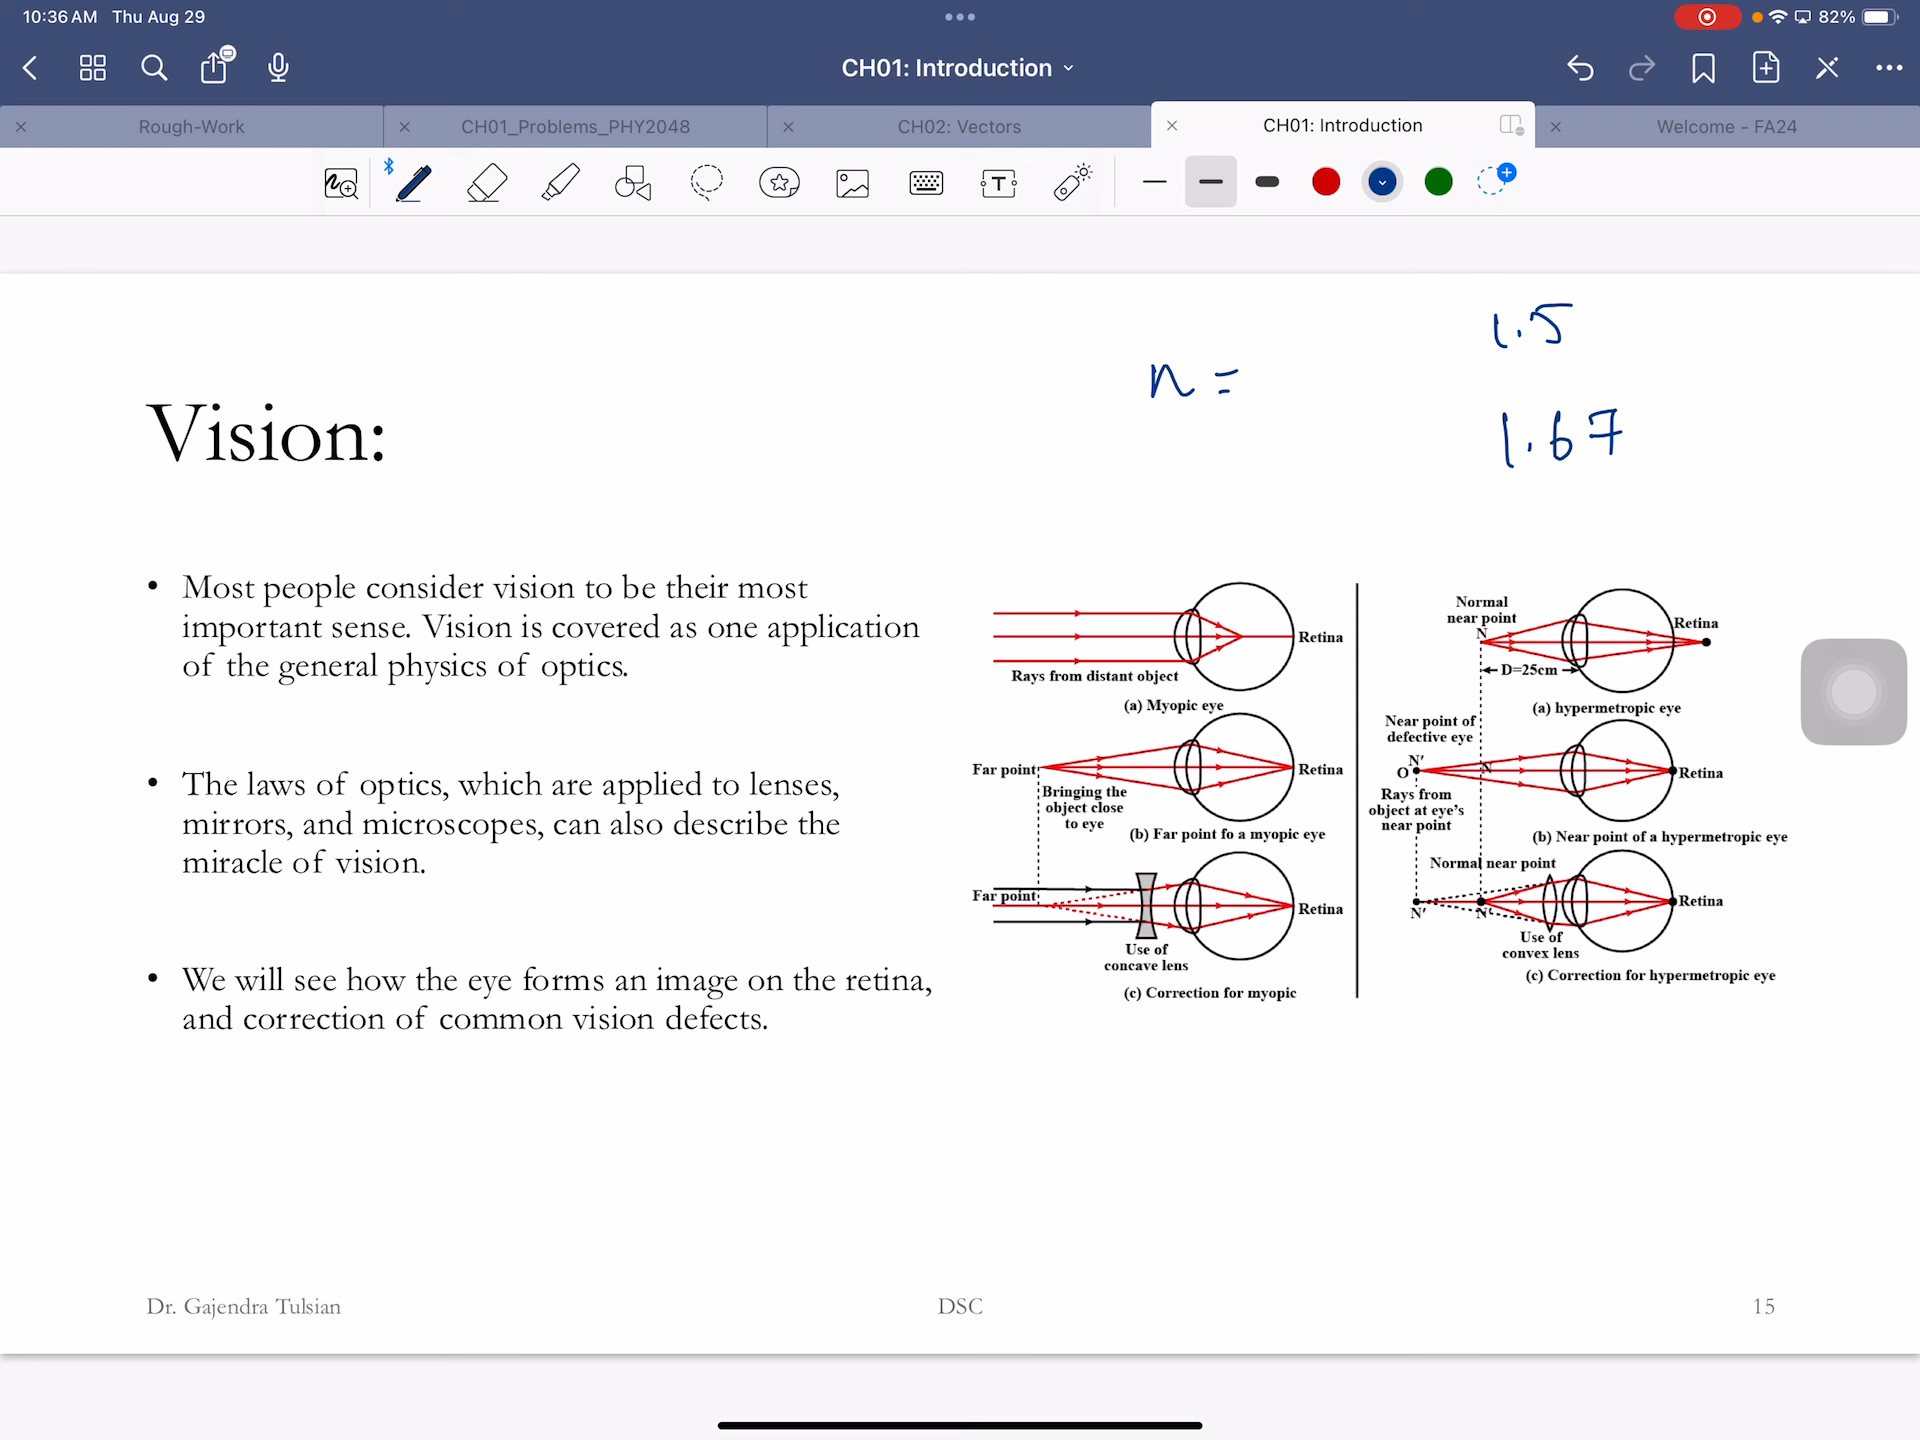 10:36 AM Thu Aug 29
82%
CH01: Introduction
Rough-Work
CH01_Problems_PHY2048
CH02: Vectors
CH01: Introduction
Welcome - FA24
T
1.5
n =
1.67
Vision:
• Most people consider vision to be their most
important sense. Vision is covered as one application
of the general physics of optics.
• The laws of optics, which are applied to lenses,
mirrors, and microscopes, can also describe the
miracle of vision.
• We will see how the eye forms an image on the retina,
and correction of common vision defects.
Retina
Rays from distant object
(a) Myopic eye
Far point
Retina
Bringing the
object close
to eye
(b) Far point fo a myopic eye
Far point
Retina
Use of
concave lens
(c) Correction for myopic
Normal
near point
N
Retina
D=25cm
(a) hypermetropic eye
Near point of
defective eye
N'
O
N
Retina
Rays from
object at eye's
near point
(b) Near point of a hypermetropic eye
Normal near point
N'
N'
Retina
Use of
convex lens
(c) Correction for hypermetropic eye
Dr. Gajendra Tulsian
DSC
15